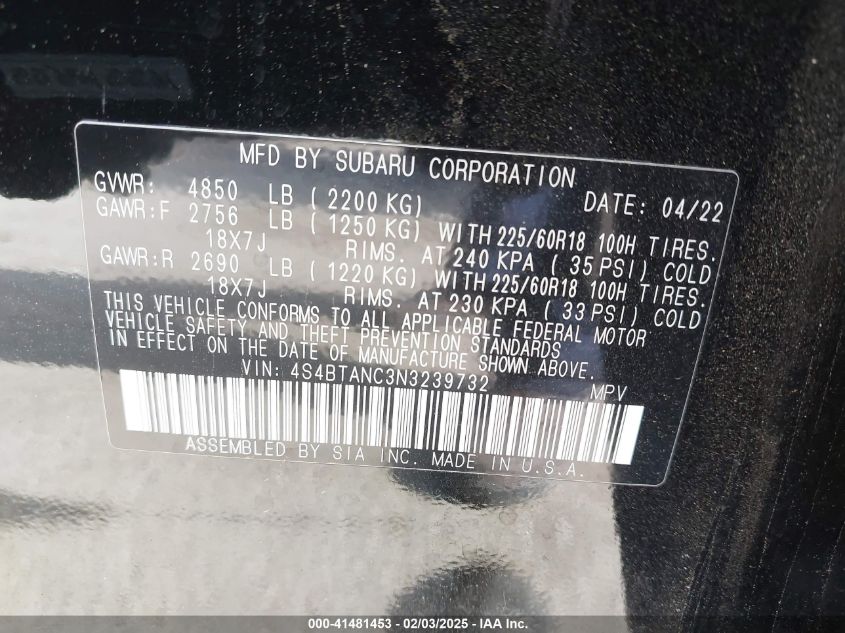 MFD BY SUBARU CORPORATION
GVWR: 4850 LB ( 2200 KG) DATE: 04/22
GAWR:F 2756 LB ( 1250 KG) WITH 225/60R18 100H TIRES.
18X7J RIMS. AT 240 KPA ( 35 PSI) COLD
GAWR:R 2690 LB ( 1220 KG) WITH 225/60R18 100H TIRES.
18X7J RIMS. AT 230 KPA ( 33 PSI) COLD
THIS VEHICLE CONFORMS TO ALL APPLICABLE FEDERAL MOTOR
VEHICLE SAFETY AND THEFT PREVENTION STANDARDS
IN EFFECT ON THE DATE OF MANUFACTURE SHOWN ABOVE.
VIN: 4S4BTANC3N3239732 MPV
ASSEMBLED BY SIA INC. MADE IN U.S.A.
000-41481453 - 02/03/2025 - IAA Inc.